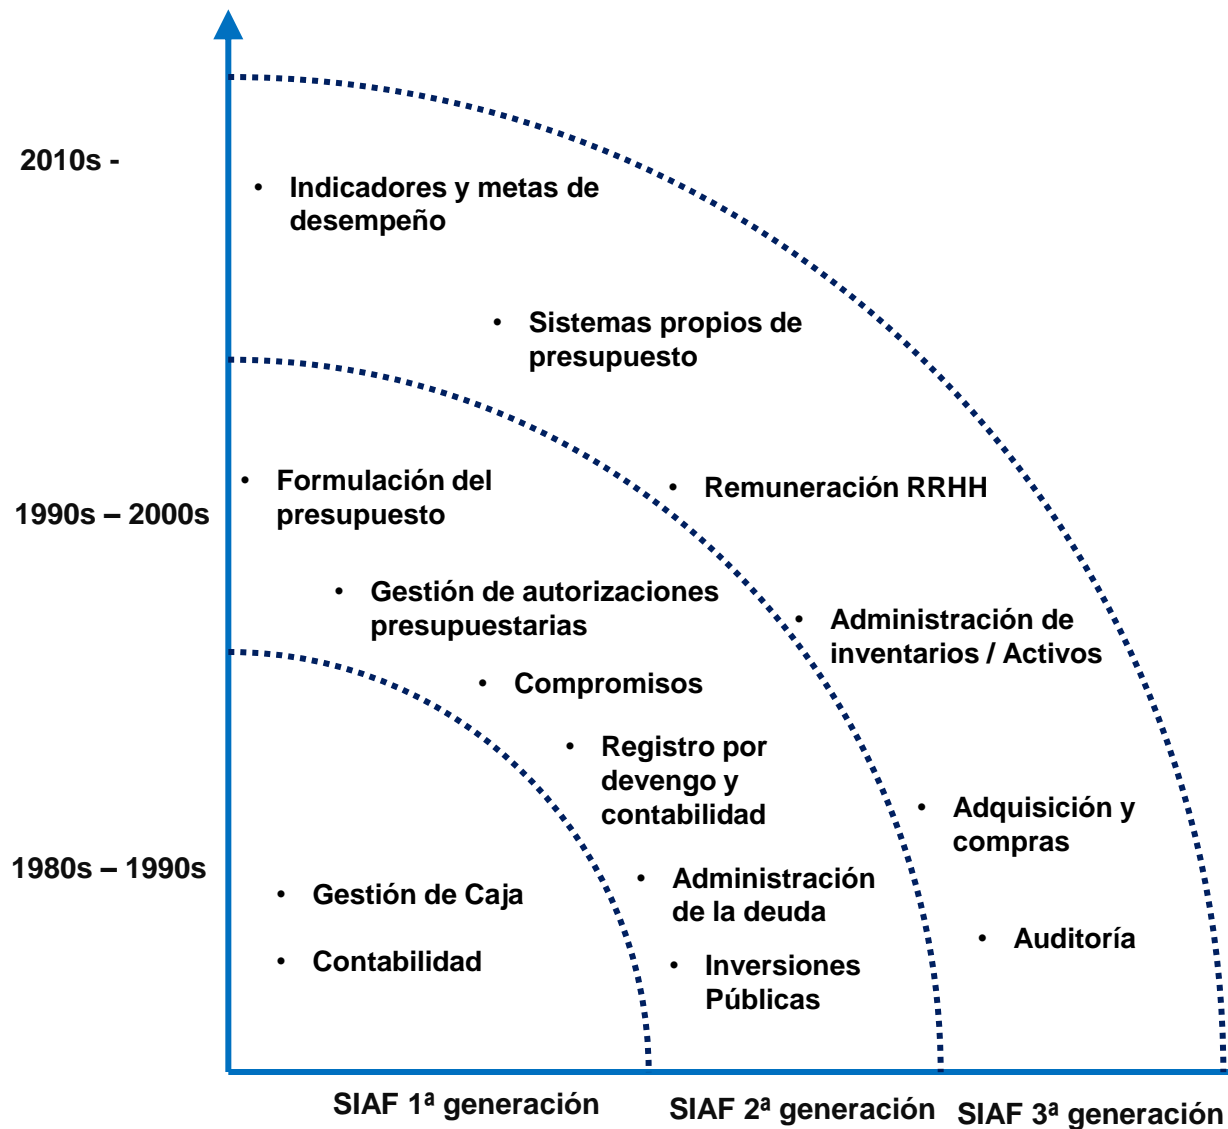 2010s -
• Indicadores y metas de
desempeño
• Sistemas propios de
presupuesto
1990s – 2000s
• Formulación del
presupuesto
• Remuneración RRHH
• Gestión de autorizaciones
presupuestarias
• Administración de
inventarios / Activos
• Compromisos
• Registro por
devengo y
contabilidad
• Adquisición y
compras
1980s – 1990s
• Gestión de Caja
• Administración
de la deuda
• Auditoría
• Contabilidad
• Inversiones
Públicas
SIAF 1ª generación
SIAF 2ª generación
SIAF 3ª generación